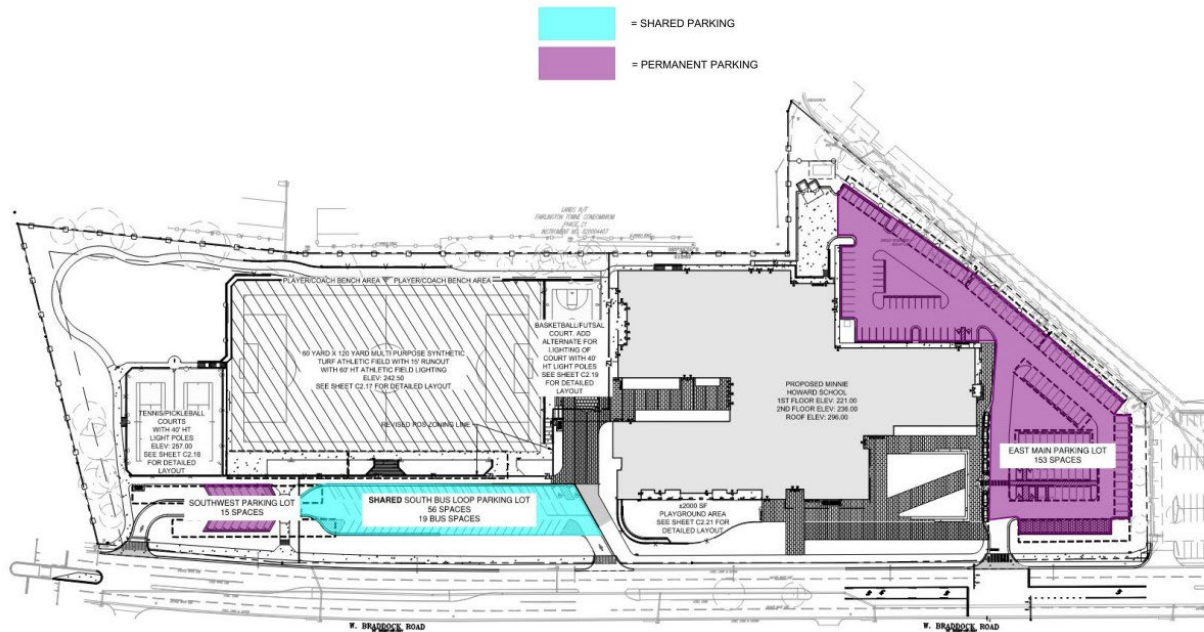 = SHARED PARKING
= PERMANENT PARKING
LANDS N/F
FAIRLINGTON TOWNE CONDOMINIUM
PHASE 21
PLAYER/COACH BENCH AREA
PLAYER/COACH BENCH AREA
60 YARD X 120 YARD MULTI PURPOSE SYNTHETIC
TURF ATHLETIC FIELD WITH 15' RUNOUT
WITH 60' HT ATHLETIC FIELD LIGHTING
ELEV: 242.50
SEE SHEET C2.17 FOR DETAILED LAYOUT
BASKETBALL/FUTSAL
COURT. ADD
ALTERNATE FOR
LIGHTING OF
COURT WITH 40'
HT LIGHT POLES
SEE SHEET C2.19
FOR DETAILED
LAYOUT
TENNIS/PICKLEBALL
COURTS
WITH 40' HT
LIGHT POLES
ELEV: 257.00
SEE SHEET C2.18
FOR DETAILED
LAYOUT
REVISED POS ZONING LINE
PROPOSED MINNIE
HOWARD SCHOOL
1ST FLOOR ELEV: 221.00
2ND FLOOR ELEV: 236.00
ROOF ELEV: 296.00
EAST MAIN PARKING LOT
153 SPACES
SOUTHWEST PARKING LOT
15 SPACES
SHARED SOUTH BUS LOOP PARKING LOT
56 SPACES
19 BUS SPACES
±2000 SF
PLAYGROUND AREA
SEE SHEET C2.21 FOR
DETAILED LAYOUT
W. BRADDOCK ROAD
W. BRADDOCK ROAD